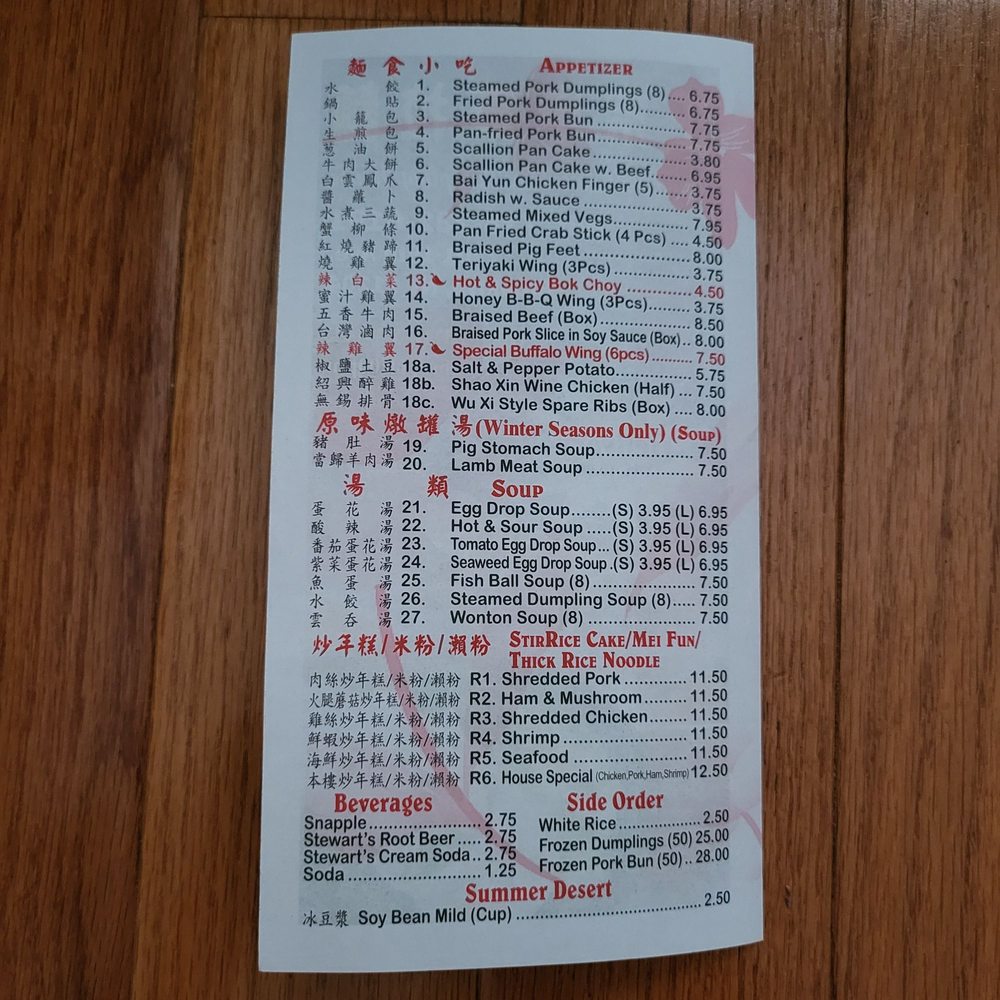 麵食小吃 APPETIZER
水餃 1. Steamed Pork Dumplings (8).... 6.75
鍋貼 2. Fried Pork Dumplings (8)......... 6.75
小籠包 3. Steamed Pork Bun ................ 7.75
生煎包 4. Pan-fried Pork Bun................ 7.75
葱油餅 5. Scallion Pan Cake................. 3.80
牛肉大餅 6. Scallion Pan Cake w. Beef....... 6.95
白雲鳳爪 7. Bai Yun Chicken Finger (5)...... 3.75
醬蘿卜 8. Radish w. Sauce ................... 3.75
水煮三蔬 9. Steamed Mixed Vegs.............. 7.95
蟹柳條 10. Pan Fried Crab Stick (4 Pcs) .... 4.50
紅燒豬蹄 11. Braised Pig Feet ..................... 8.00
燒雞翼 12. Teriyaki Wing (3Pcs) ............... 3.75
辣白菜 13. Hot & Spicy Bok Choy ............. 4.50
蜜汁雞翼 14. Honey B-B-Q Wing (3Pcs)......... 3.75
五香牛肉 15. Braised Beef (Box) .................. 8.50
台灣滷肉 16. Braised Pork Slice in Soy Sauce (Box).. 8.00
辣雞翼 17. Special Buffalo Wing (6pcs).......... 7.50
椒鹽土豆 18a. Salt & Pepper Potato................ 5.75
紹興醉雞 18b. Shao Xin Wine Chicken (Half) ... 7.50
無錫排骨 18c. Wu Xi Style Spare Ribs (Box) .... 8.00
原味燉罐湯 (Winter Seasons Only) (SOUP)
豬肚湯 19. Pig Stomach Soup.................... 7.50
當歸羊肉湯 20. Lamb Meat Soup ...................... 7.50
湯類 SOUP
蛋花湯 21. Egg Drop Soup........(S) 3.95 (L) 6.95
酸辣湯 22. Hot & Sour Soup .....(S) 3.95 (L) 6.95
番茄蛋花湯 23. Tomato Egg Drop Soup... (S) 3.95 (L) 6.95
紫菜蛋花湯 24. Seaweed Egg Drop Soup .(S) 3.95 (L) 6.95
魚蛋湯 25. Fish Ball Soup (8) ..................... 7.50
水餃湯 26. Steamed Dumpling Soup (8)..... 7.50
雲吞湯 27. Wonton Soup (8) ....................... 7.50
炒年糕/米粉/瀨粉 STIRRICE CAKE/MEI FUN/
THICK RICE NOODLE
肉絲炒年糕/米粉/瀨粉 R1. Shredded Pork ............. 11.50
火腿蘑菇炒年糕/米粉/瀨粉 R2. Ham & Mushroom......... 11.50
雞絲炒年糕/米粉/瀨粉 R3. Shredded Chicken........ 11.50
鮮蝦炒年糕/米粉/瀨粉 R4. Shrimp......................... 11.50
海鮮炒年糕/米粉/瀨粉 R5. Seafood ....................... 11.50
本樓炒年糕/米粉/瀨粉 R6. House Special (Chicken,Pork,Ham,Shrimp) 12.50
Beverages
Snapple..................... 2.75
Stewart's Root Beer ..... 2.75
Stewart's Cream Soda.. 2.75
Soda ......................... 1.25
Side Order
White Rice.................. 2.50
Frozen Dumplings (50) 25.00
Frozen Pork Bun (50).. 28.00
Summer Desert
冰豆漿 Soy Bean Mild (Cup) ........................................ 2.50